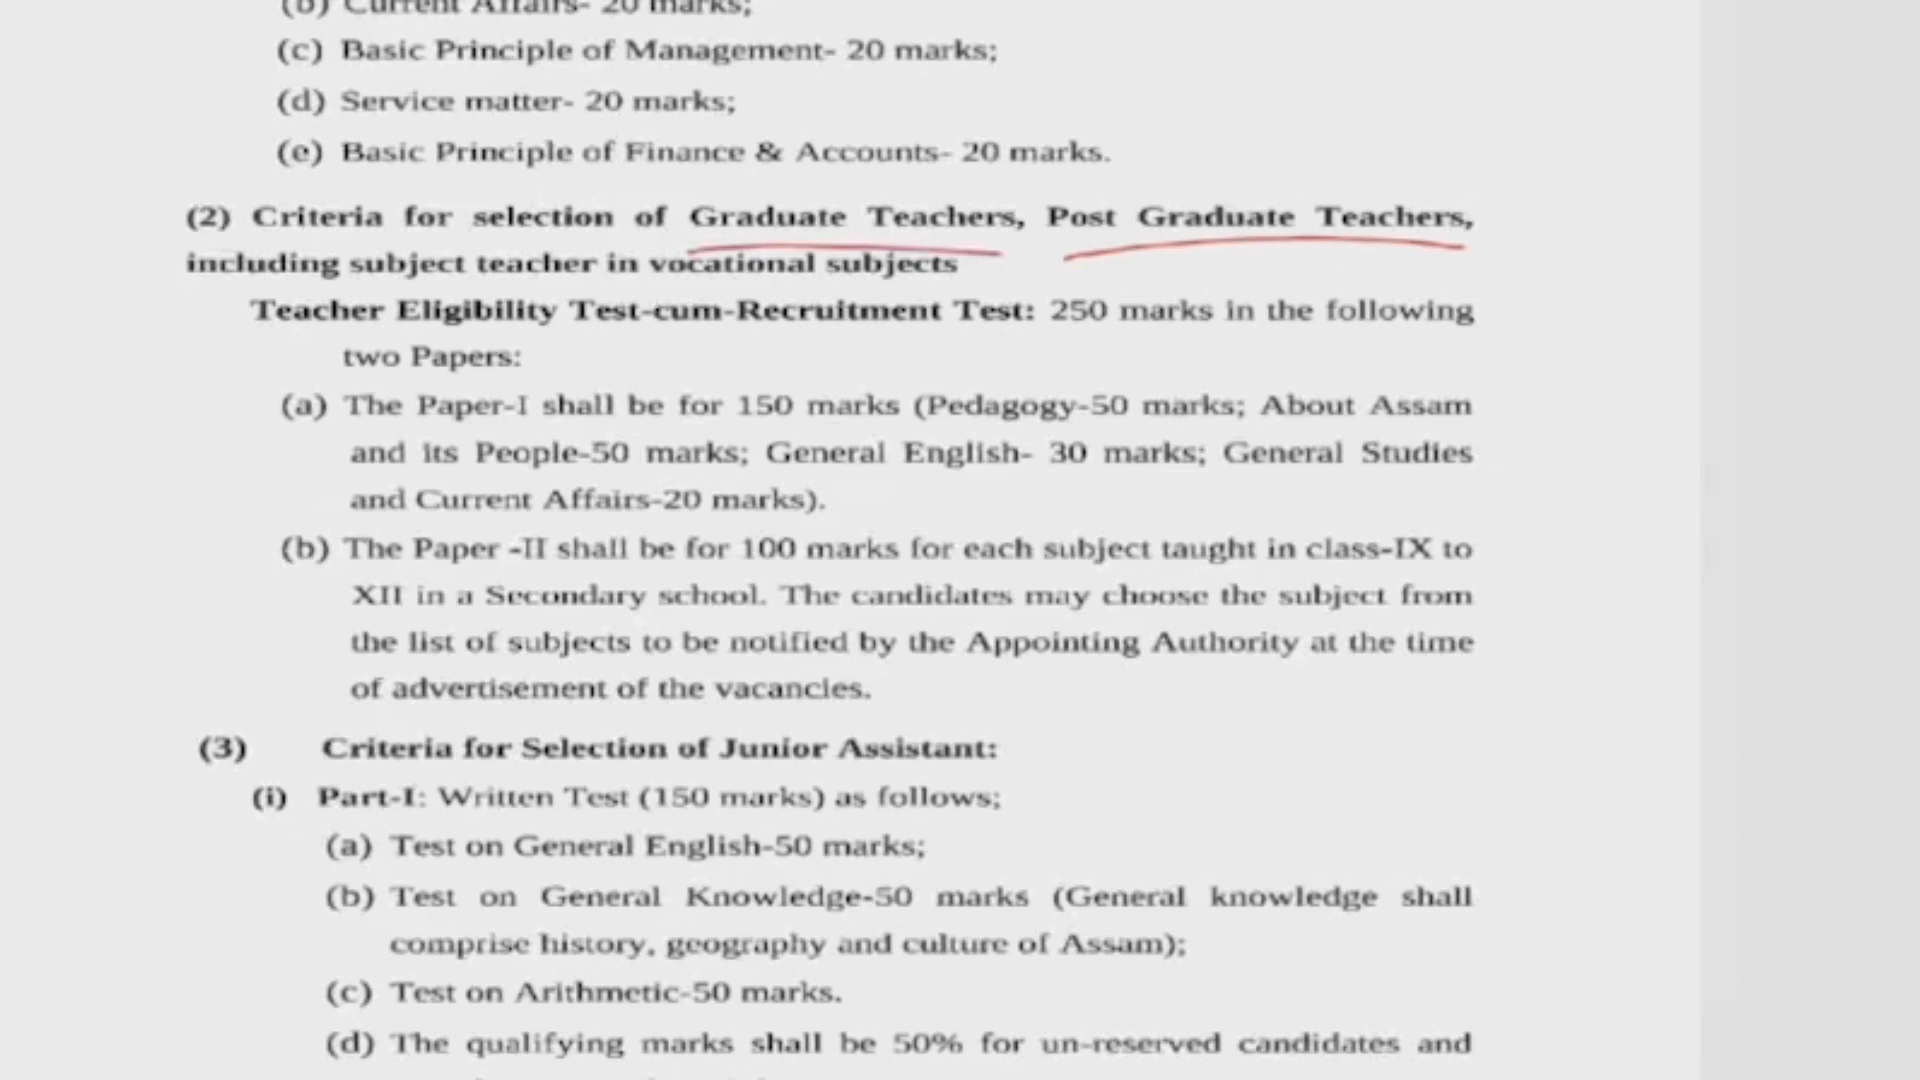 (b) Current Affairs- 20 marks;
(c) Basic Principle of Management- 20 marks;
(d) Service matter- 20 marks;
(e) Basic Principle of Finance & Accounts- 20 marks.
(2) Criteria for selection of Graduate Teachers, Post Graduate Teachers,
including subject teacher in vocational subjects
Teacher Eligibility Test-cum-Recruitment Test: 250 marks in the following
two Papers:
(a) The Paper-I shall be for 150 marks (Pedagogy-50 marks; About Assam
and its People-50 marks; General English- 30 marks; General Studies
and Current Affairs-20 marks).
(b) The Paper -II shall be for 100 marks for each subject taught in class-IX to
XII in a Secondary school. The candidates may choose the subject from
the list of subjects to be notified by the Appointing Authority at the time
of advertisement of the vacancies.
(3) Criteria for Selection of Junior Assistant:
(i) Part-I: Written Test (150 marks) as follows;
(a) Test on General English-50 marks;
(b) Test on General Knowledge-50 marks (General knowledge shall
comprise history, geography and culture of Assam);
(c) Test on Arithmetic-50 marks.
(d) The qualifying marks shall be 50% for un-reserved candidates and